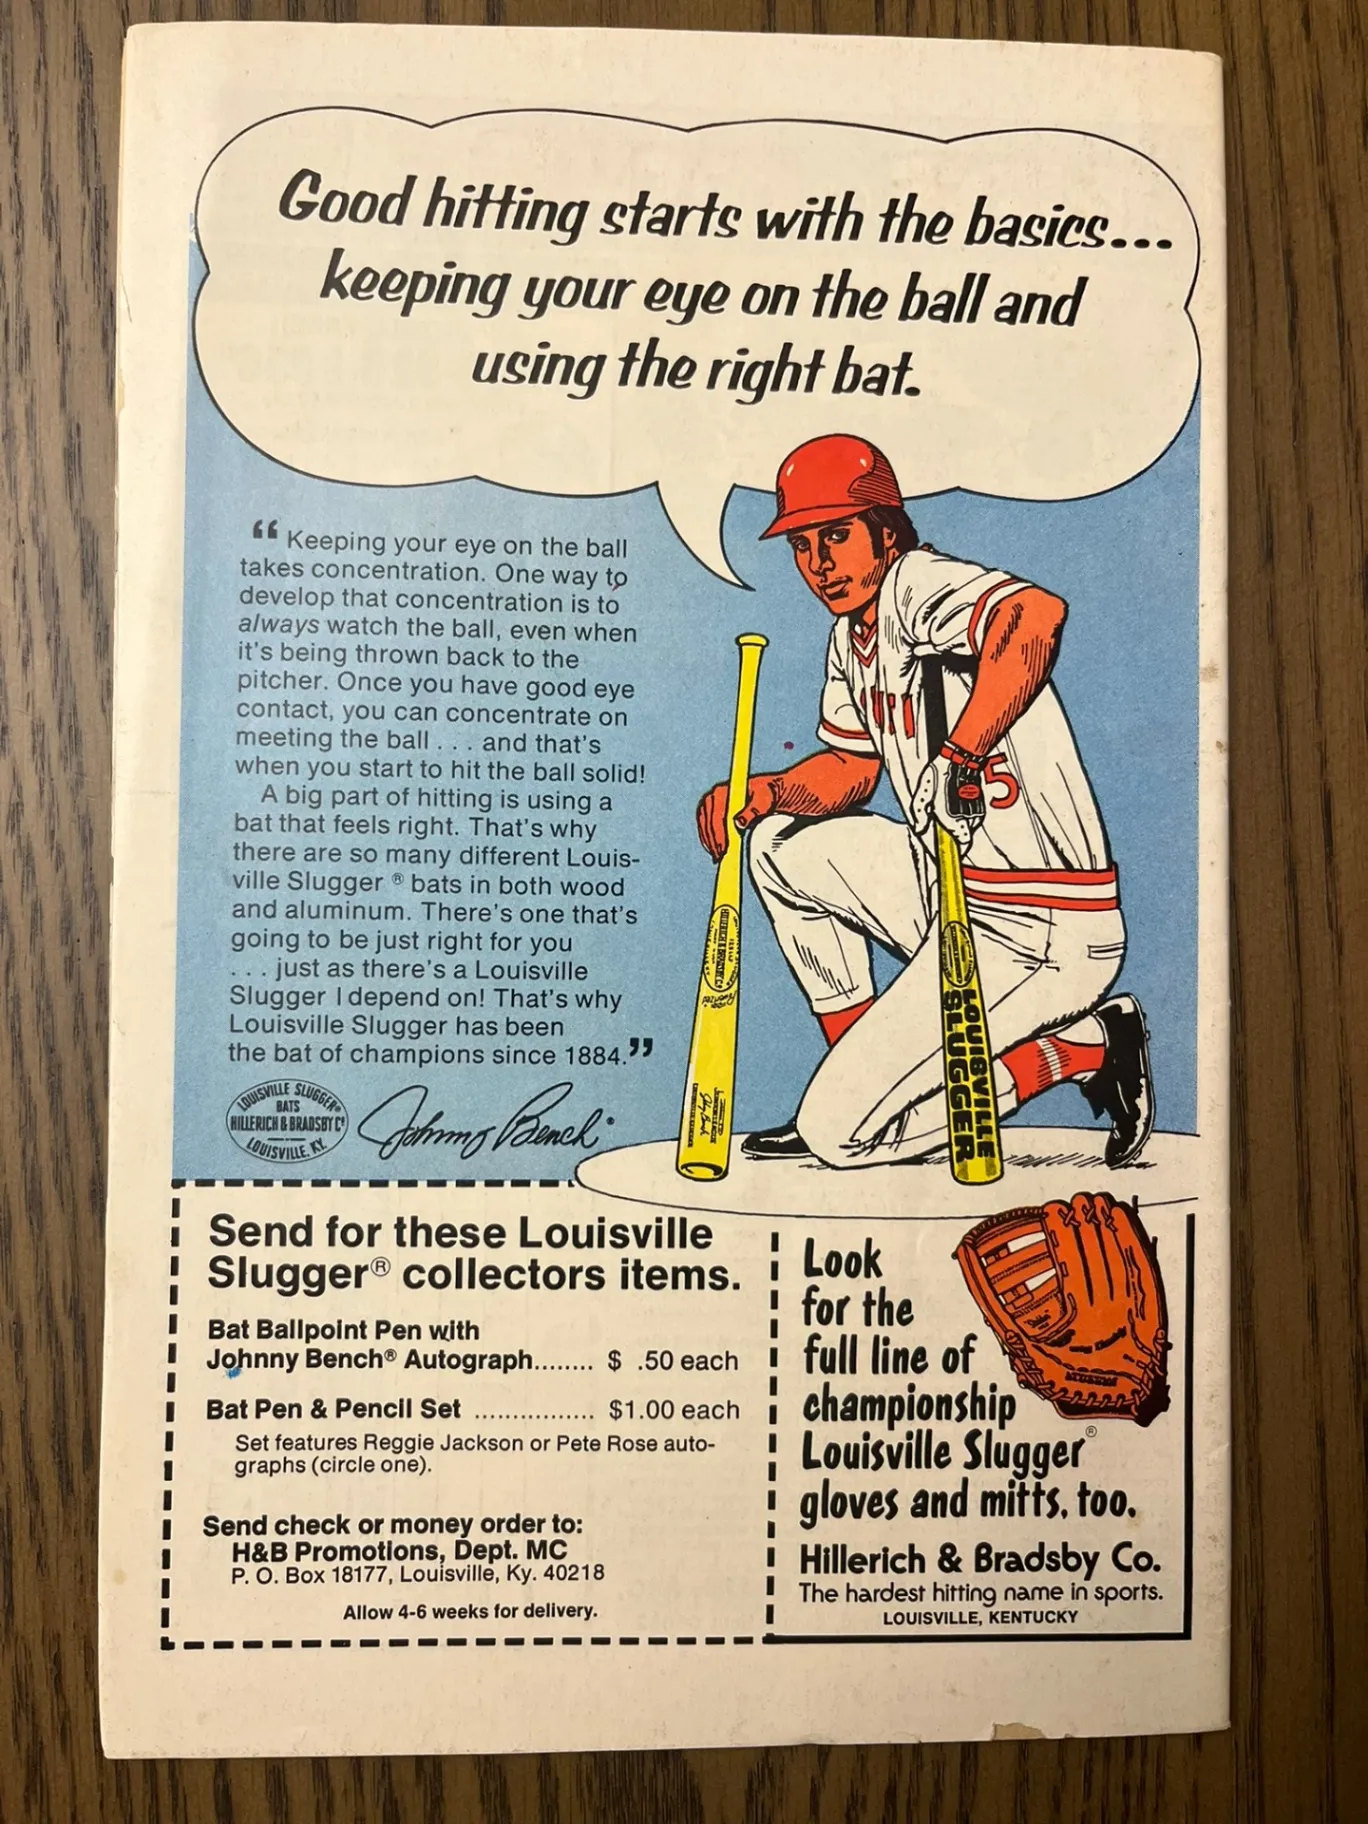 Good hitting starts with the basics...
keeping your eye on the ball and
using the right bat.
“ Keeping your eye on the ball
takes concentration. One way to
develop that concentration is to
always watch the ball, even when
it's being thrown back to the
pitcher. Once you have good eye
contact, you can concentrate on
meeting the ball . . . and that's
when you start to hit the ball solid!
A big part of hitting is using a
bat that feels right. That's why
there are so many different Louis-
ville Slugger ® bats in both wood
and aluminum. There's one that's
going to be just right for you
. . . just as there's a Louisville
Slugger I depend on! That's why
Louisville Slugger has been
the bat of champions since 1884.”
LOUISVILLE SLUGGER®
BATS
HILLERICH & BRADSBY Cº
LOUISVILLE, KY.
Johnny Bench
5
HILLERICH & BRADSBY Cº
LOUISVILLE
SLUGGER
Send for these Louisville
Slugger® collectors items.
Bat Ballpoint Pen with
Johnny Bench® Autograph........ $ .50 each
Bat Pen & Pencil Set ................ $1.00 each
Set features Reggie Jackson or Pete Rose auto-
graphs (circle one).
Send check or money order to:
H&B Promotions, Dept. MC
P. O. Box 18177, Louisville, Ky. 40218
Allow 4-6 weeks for delivery.
Look
for the
full line of
championship
Louisville Slugger®
gloves and mitts, too.
Hillerich & Bradsby Co.
The hardest hitting name in sports.
LOUISVILLE, KENTUCKY